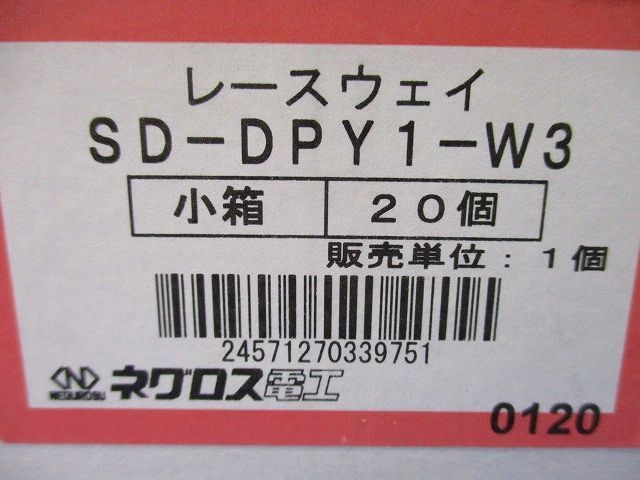 レースウェイ
SD-DPY1-W3
小箱 20個
販売単位：1個
24571270339751
NEGUROSU ネグロス電工
0120